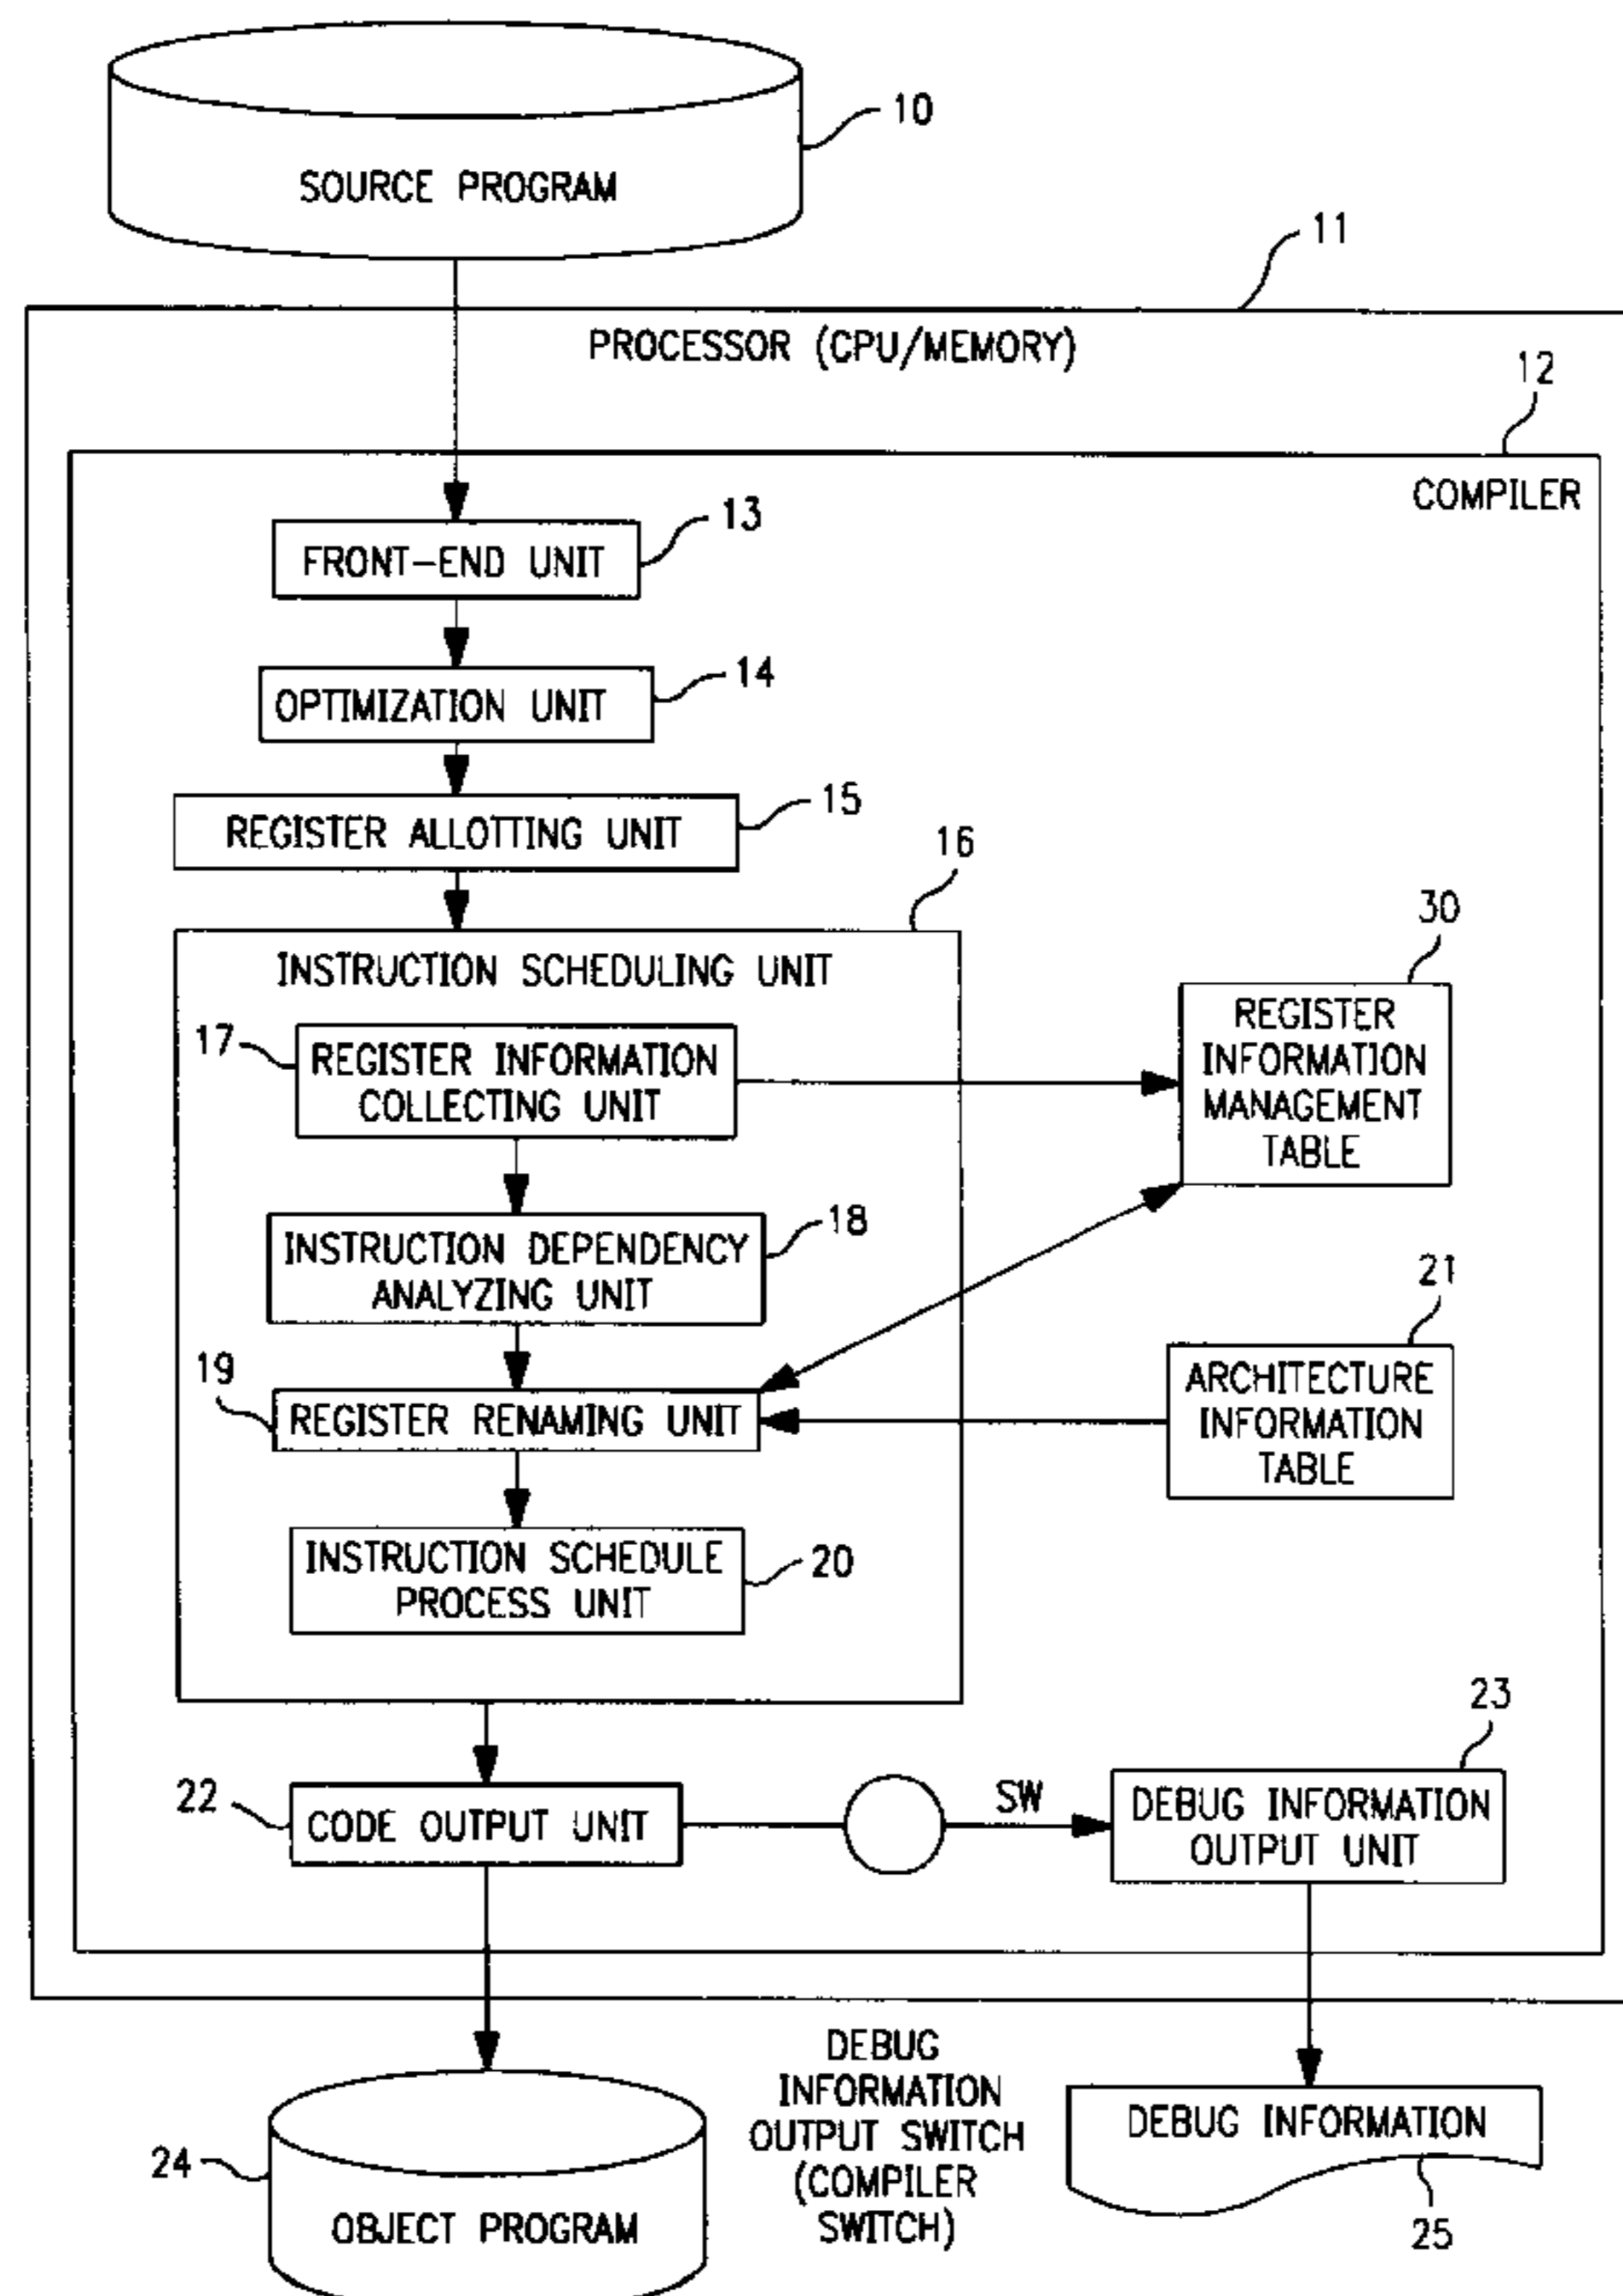 10
SOURCE PROGRAM
11
PROCESSOR (CPU/MEMORY)
12
COMPILER
13
FRONT-END UNIT
14
OPTIMIZATION UNIT
15
REGISTER ALLOTTING UNIT
16
INSTRUCTION SCHEDULING UNIT
30
REGISTER
INFORMATION
MANAGEMENT
TABLE
17
REGISTER INFORMATION
COLLECTING UNIT
18
INSTRUCTION DEPENDENCY
ANALYZING UNIT
21
ARCHITECTURE
INFORMATION
TABLE
19
REGISTER RENAMING UNIT
INSTRUCTION SCHEDULE
PROCESS UNIT
20
23
22
CODE OUTPUT UNIT
SW
DEBUG INFORMATION
OUTPUT UNIT
DEBUG
INFORMATION
OUTPUT SWITCH
(COMPILER
SWITCH)
DEBUG INFORMATION
25
24
OBJECT PROGRAM